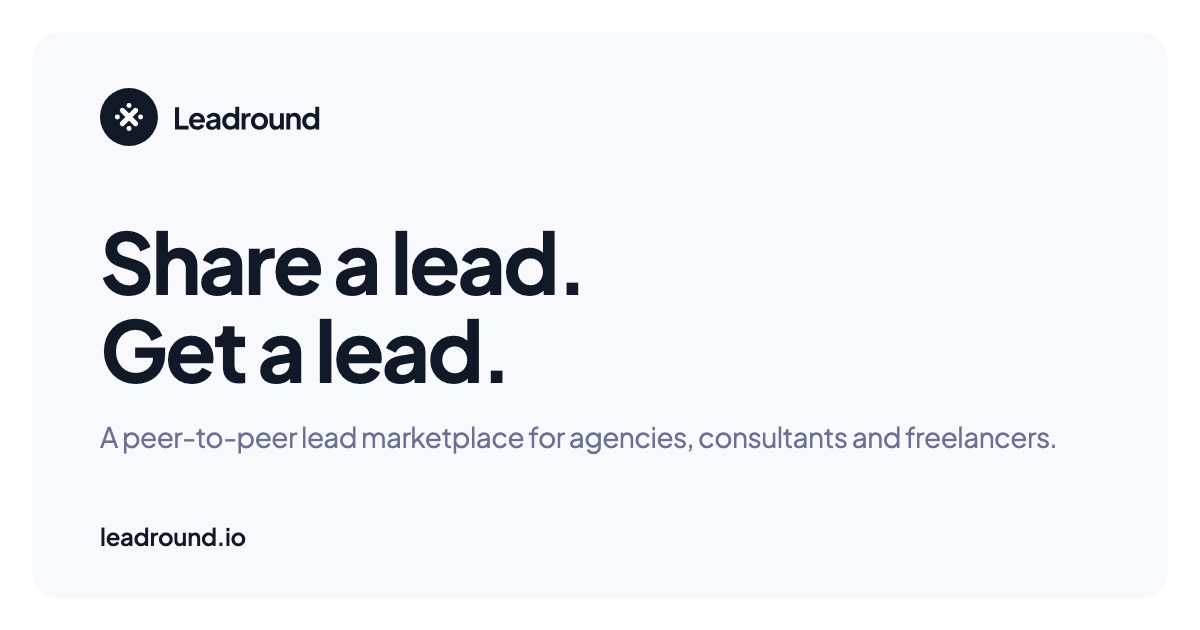 Leadround
Share a lead.
Get a lead.
A peer-to-peer lead marketplace for agencies, consultants and freelancers.
leadround.io